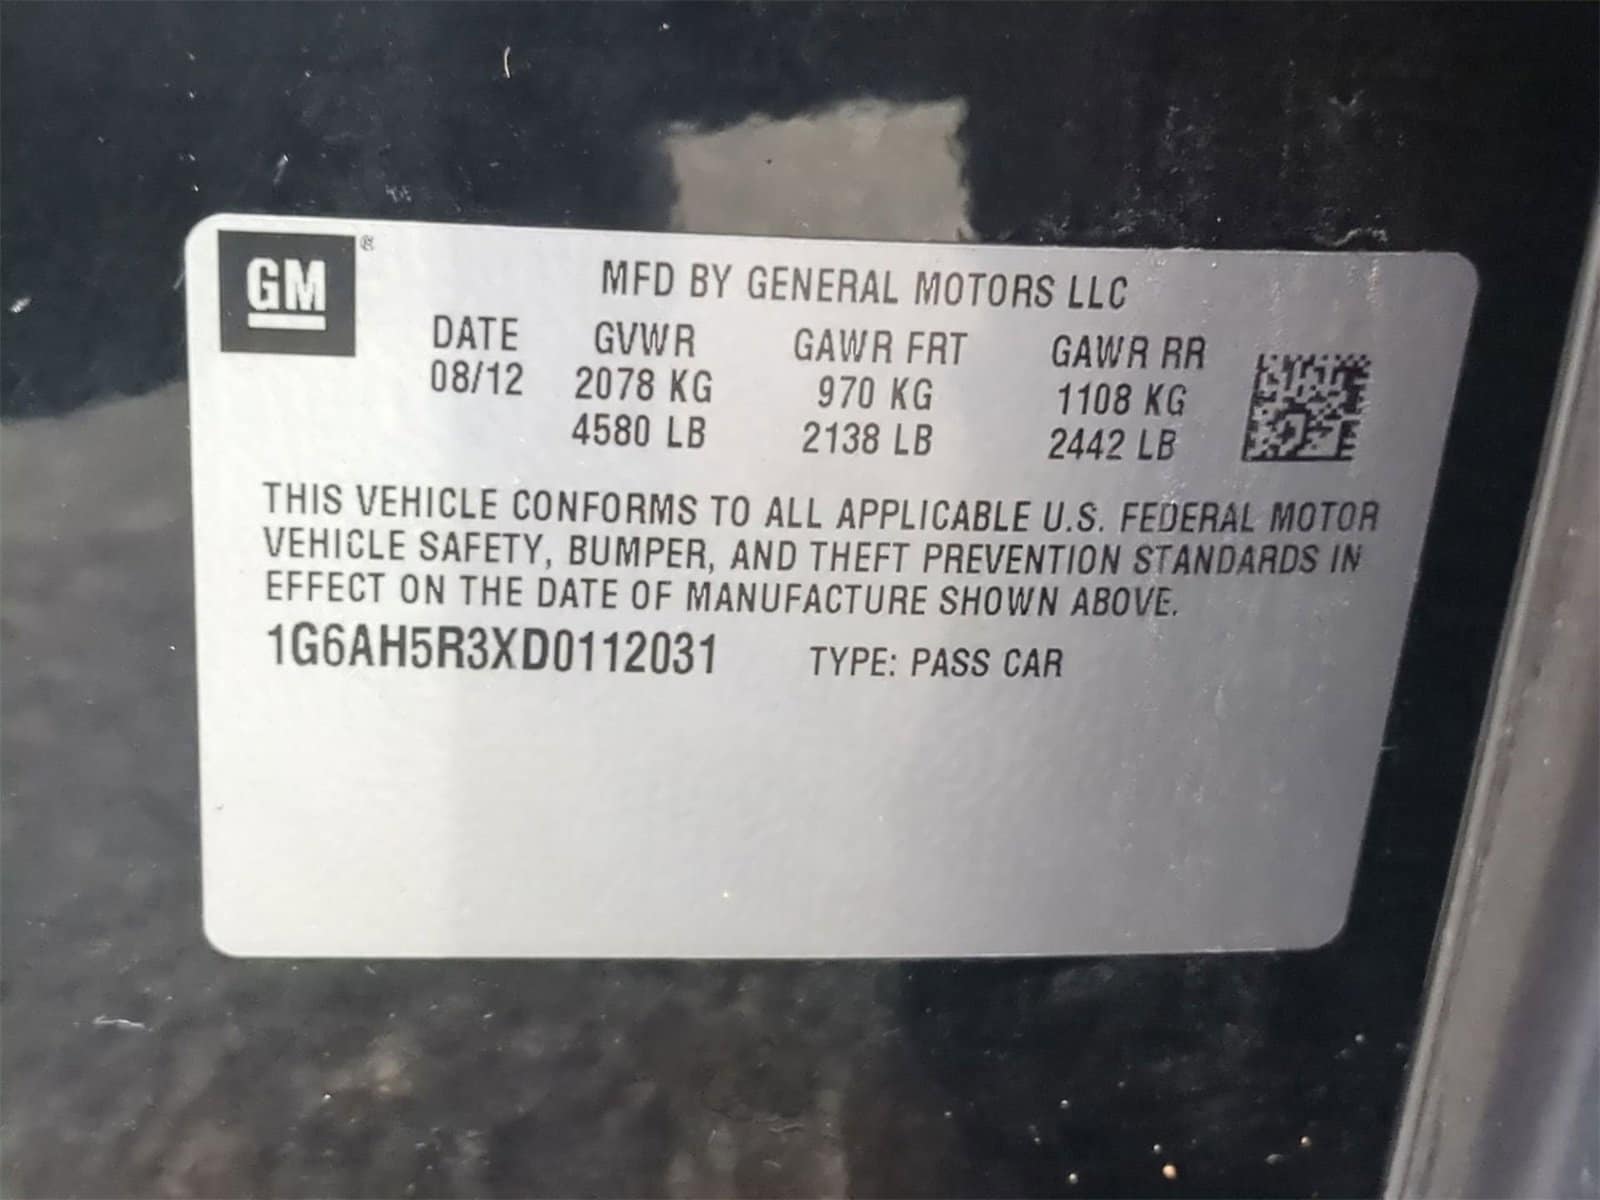 GM
MFD BY GENERAL MOTORS LLC
DATE GVWR GAWR FRT GAWR RR
08/12 2078 KG 970 KG 1108 KG
4580 LB 2138 LB 2442 LB
THIS VEHICLE CONFORMS TO ALL APPLICABLE U.S. FEDERAL MOTOR
VEHICLE SAFETY, BUMPER, AND THEFT PREVENTION STANDARDS IN
EFFECT ON THE DATE OF MANUFACTURE SHOWN ABOVE.
1G6AH5R3XD0112031 TYPE: PASS CAR